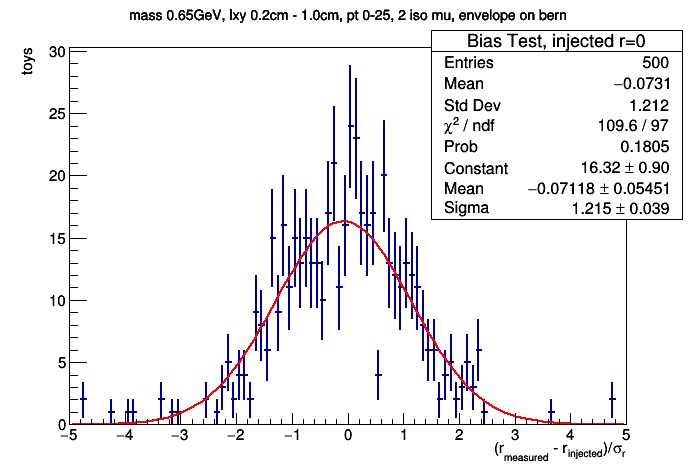 mass 0.65GeV, lxy 0.2cm - 1.0cm, pt 0-25, 2 iso mu, envelope on bern
Bias Test, injected r=0
Entries 500
Mean −0.0731
Std Dev 1.212
χ² / ndf 109.6 / 97
Prob 0.1805
Constant 16.32 ± 0.90
Mean −0.07118 ± 0.05451
Sigma 1.215 ± 0.039
toys
30
25
20
15
10
5
0
−5 −4 −3 −2 −1 0 1 2 3 4 5
(r_measured - r_injected)/σ_r